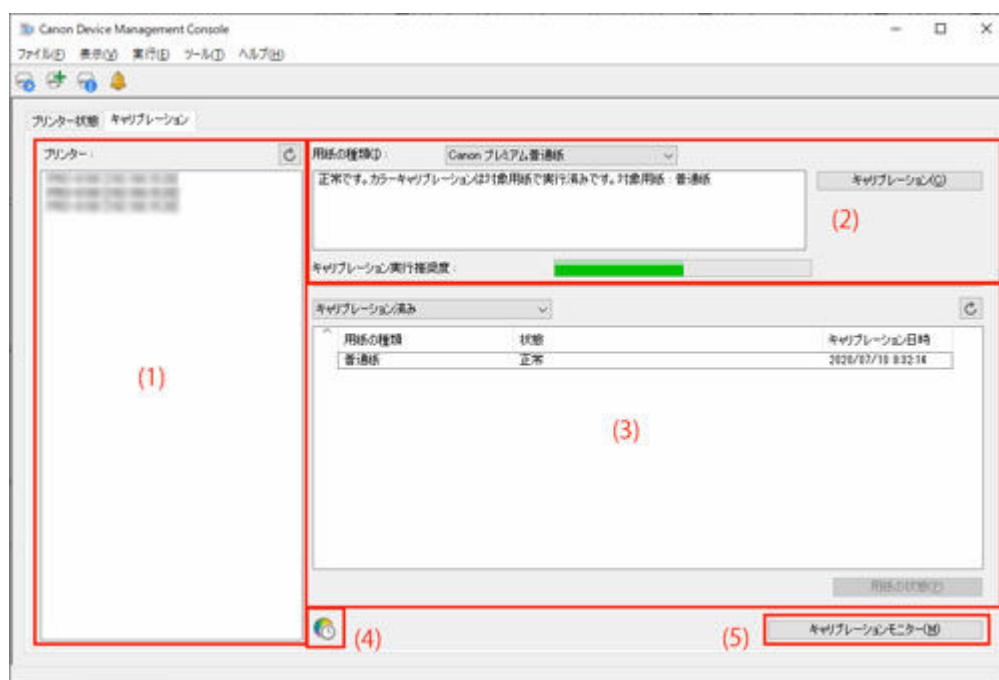 Canon Device Management Console
ファイル(F) 表示(V) 実行(E) ツール(T) ヘルプ(H)
プリンター状態 キャリブレーション
プリンター:
用紙の種類(I): Canon プレミアム普通紙
正常です。カラーキャリブレーションは対象用紙で実行済みです。対象用紙 : 普通紙
キャリブレーション(C)
(2)
キャリブレーション実行推奨度 :
キャリブレーション済み
用紙の種類 状態 キャリブレーション日時
普通紙 正常
(1)
(3)
用紙の状態(P)
(4)
(5)
キャリブレーションモニター(M)